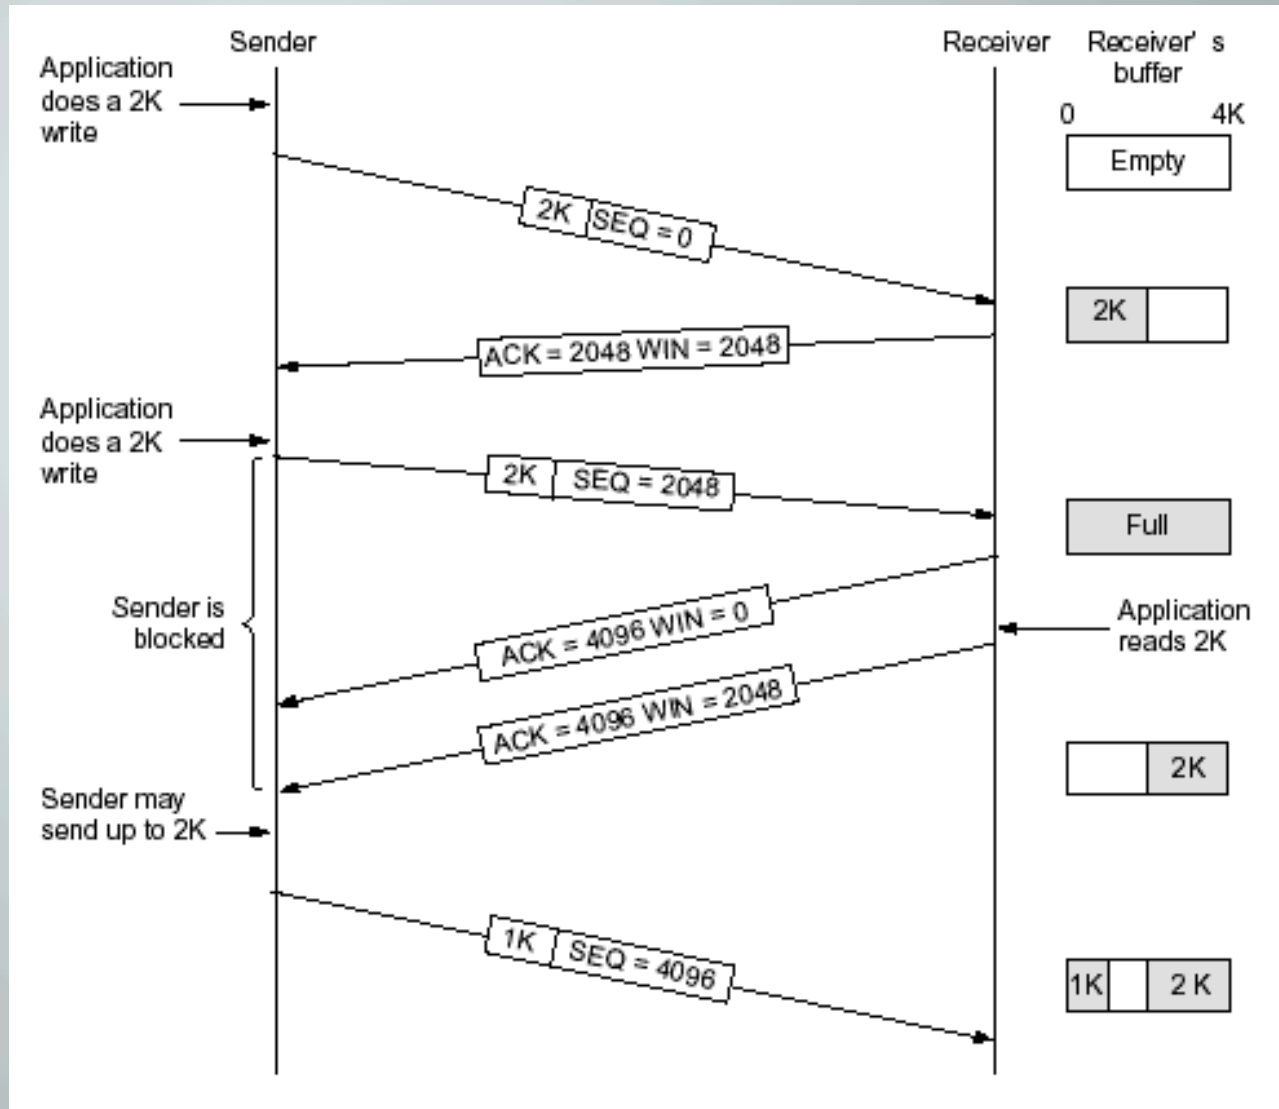 Sender
Receiver
Receiver' s
buffer
Application
does a 2K
write
0
4K
Empty
2K
SEQ = 0
2K
ACK = 2048 WIN = 2048
Application
does a 2K
write
2K
SEQ = 2048
Full
Sender is
blocked
ACK = 4096 WIN = 0
Application
reads 2K
ACK = 4096 WIN = 2048
2K
Sender may
send up to 2K
1K
SEQ = 4096
1K
2 K